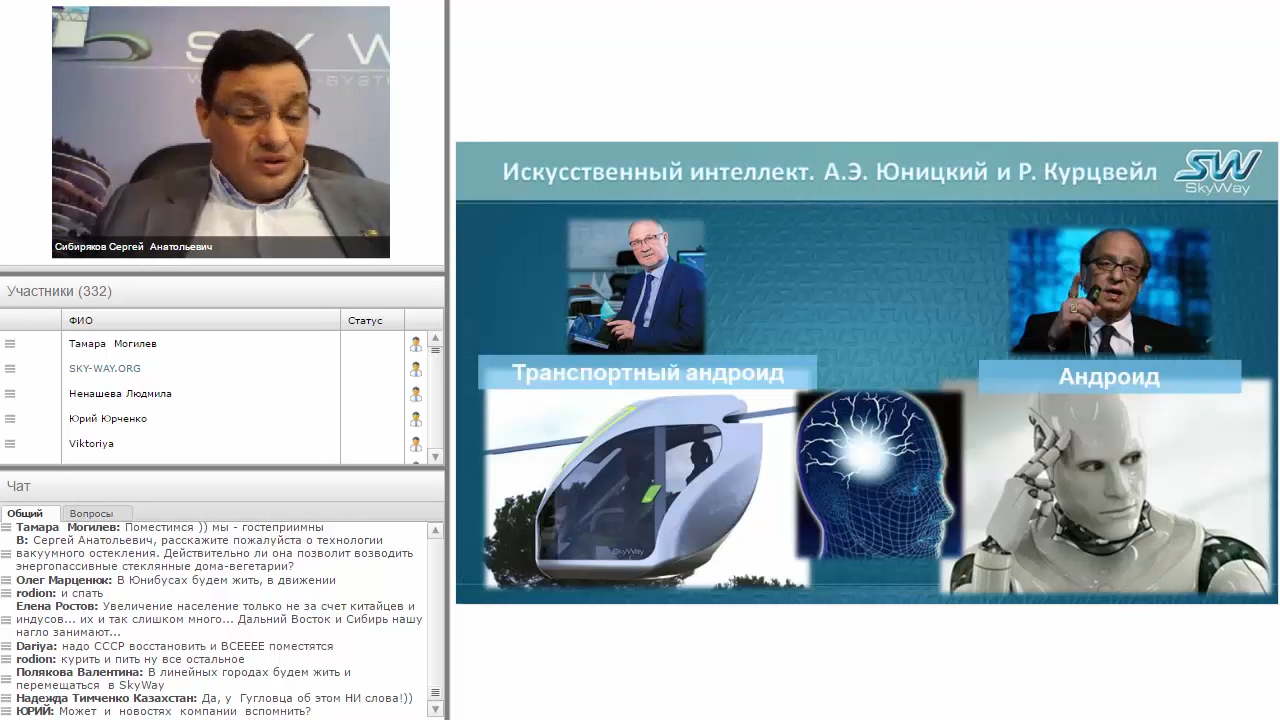 S KY W
Сибиряков Сергей Анатольевич
Участники (332)
ФИО
Статус
Тамара Могилев
SKY-WAY.ORG
Ненашева Людмила
Юрий Юрченко
Viktoriya
Чат
Общий
Вопросы
Тамара Могилев: Поместимся )) мы - гостеприимны
В: Сергей Анатольевич, расскажите пожалуйста о технологии
вакуумного остекления. Действительно ли она позволит возводить
энергопассивные стеклянные дома-вегетарии?
Олег Марценюк: В Юнибусах будем жить, в движении
rodion: и спать
Елена Ростов: Увеличение население только не за счет китайцев и
индусов... их и так слишком много... Дальний Восток и Сибирь нашу
нагло занимают...
Dariya: надо СССР восстановить и ВСЕЕЕЕ поместятся
rodion: курить и пить ну все остальное
Полякова Валентина: В линейных городах будем жить и
перемещаться в SkyWay
Надежда Тимченко Казахстан: Да, у Гугловца об этом НИ слова!))
ЮРИЙ: Может и новостях компании вспомнить?
Искусственный интеллект. А.Э. Юницкий и Р. Курцвейл
SW
SkyWay
Транспортный андроид
Андроид
SkyWay